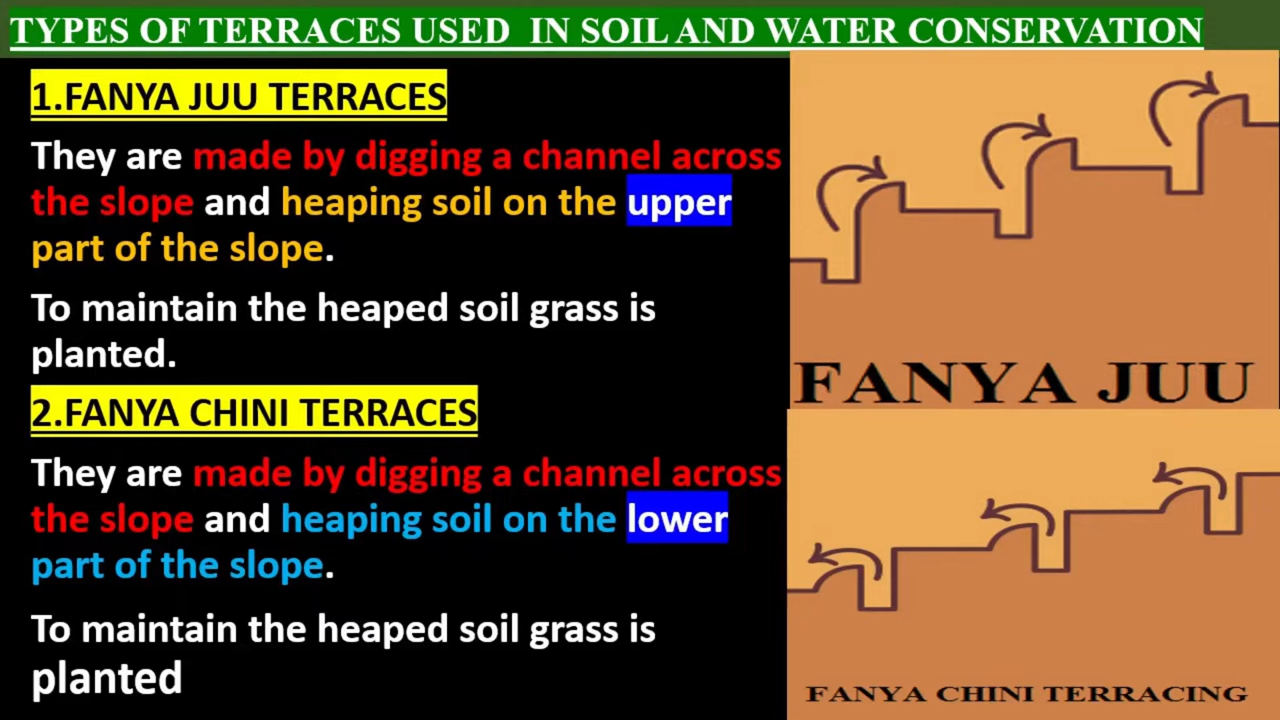 TYPES OF TERRACES USED IN SOIL AND WATER CONSERVATION
1.FANYA JUU TERRACES
They are made by digging a channel across
the slope and heaping soil on the upper
part of the slope.
To maintain the heaped soil grass is
planted.
FANYA JUU
2.FANYA CHINI TERRACES
They are made by digging a channel across
the slope and heaping soil on the lower
part of the slope.
To maintain the heaped soil grass is
planted
FANYA CHINI TERRACING